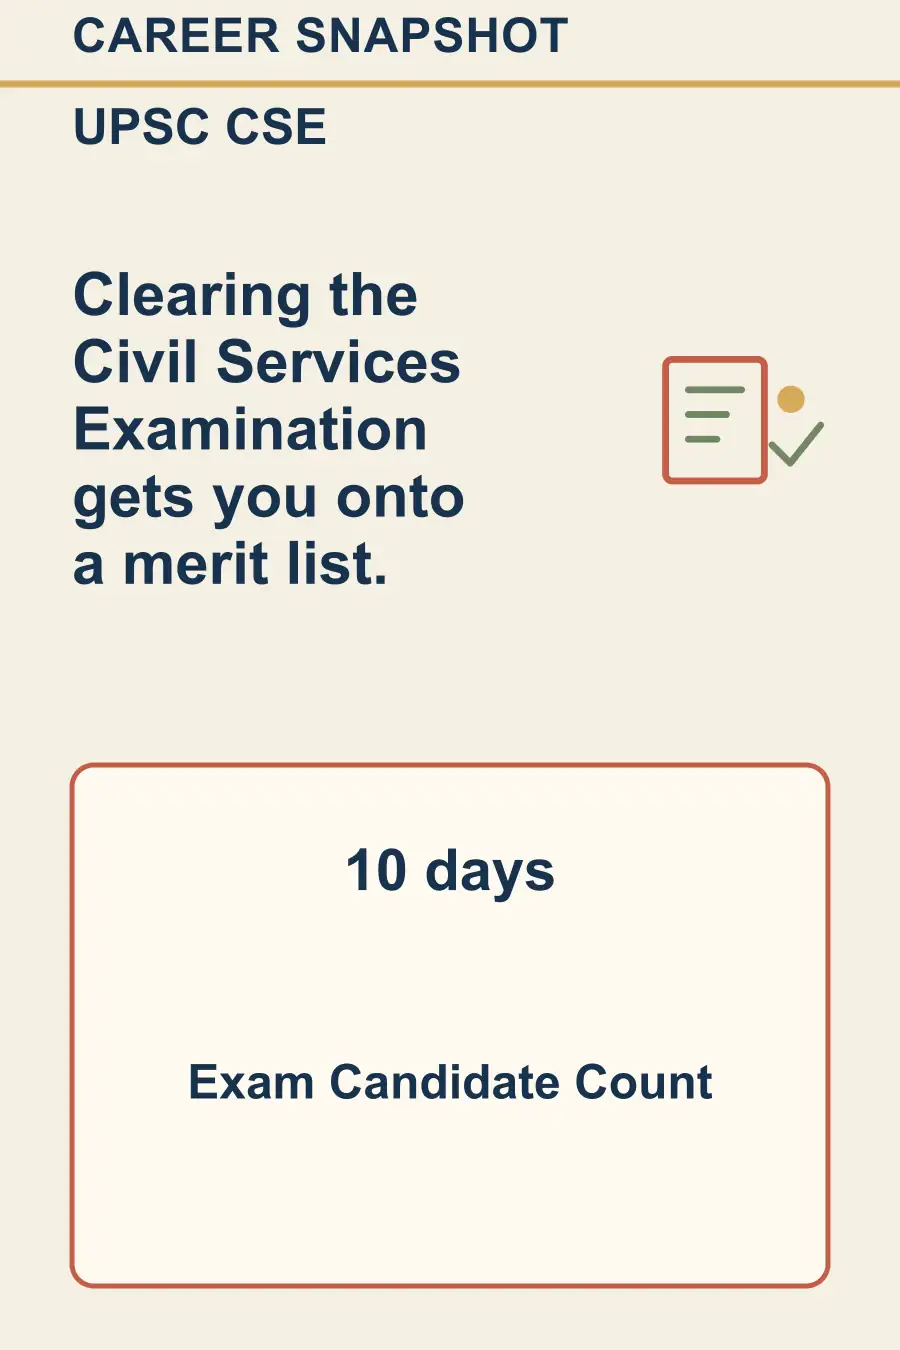 CAREER SNAPSHOT
UPSC CSE
Clearing the
Civil Services
Examination
gets you onto
a merit list.
10 days
Exam Candidate Count